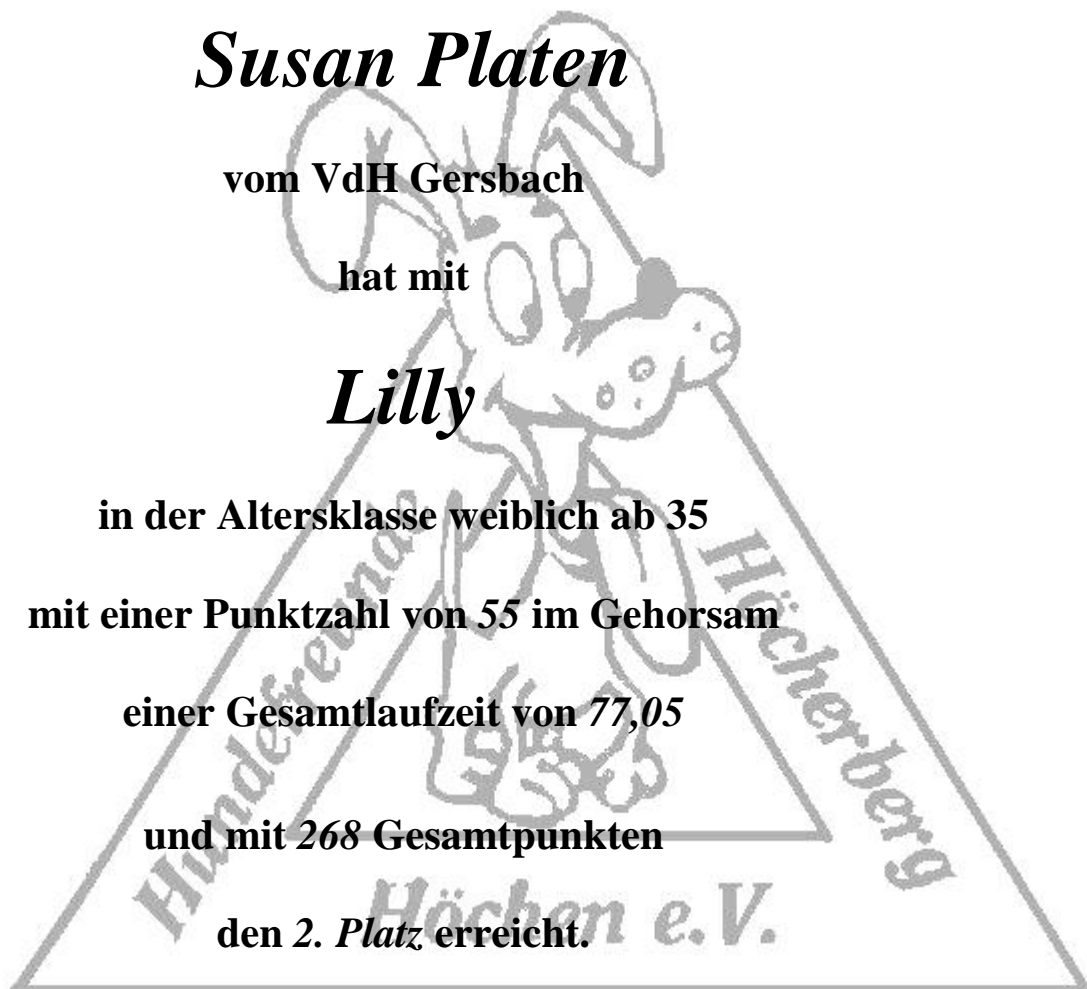 Susan Platen
vom VdH Gersbach
hat mit
Lilly
in der Altersklasse weiblich ab 35
mit einer Punktzahl von 55 im Gehorsam
einer Gesamtlaufzeit von 77,05
und mit 268 Gesamtpunkten
den 2. Platz erreicht.
Hundefreunde
Höcherberg
Höchen e.V.